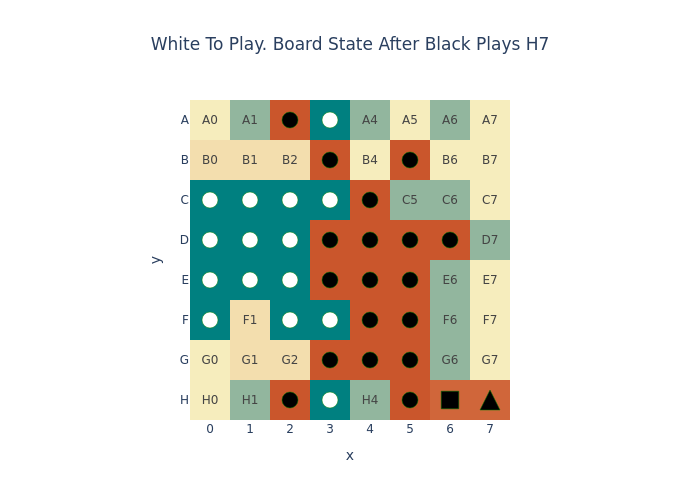 White To Play. Board State After Black Plays H7
A A0 A1 A4 A5 A6 A7
B B0 B1 B2 B4 B6 B7
C C5 C6 C7
D D7
E E6 E7
F F1 F6 F7
G G0 G1 G2 G6 G7
H H0 H1 H4
0 1 2 3 4 5 6 7
x
y